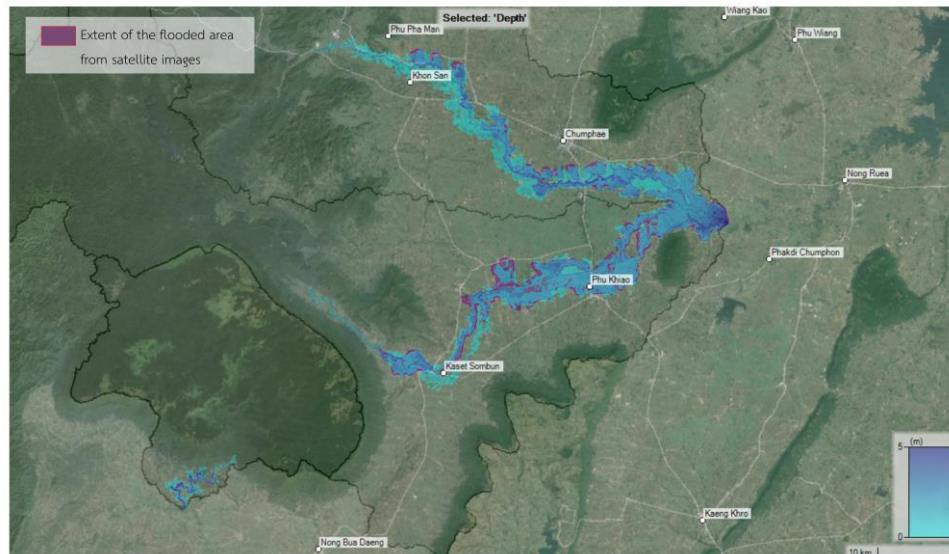 Selected: 'Depth'
Extent of the flooded area
from satellite images
Wiang Kao
Phu Pha Man
Phu Wiang
Khon San
Chumphae
Nong Ruea
Phakdi Chumphon
Phu Khiao
Kaset Sombun
5 (m)
0
Kaeng Khro
Nong Bua Daeng
10 km